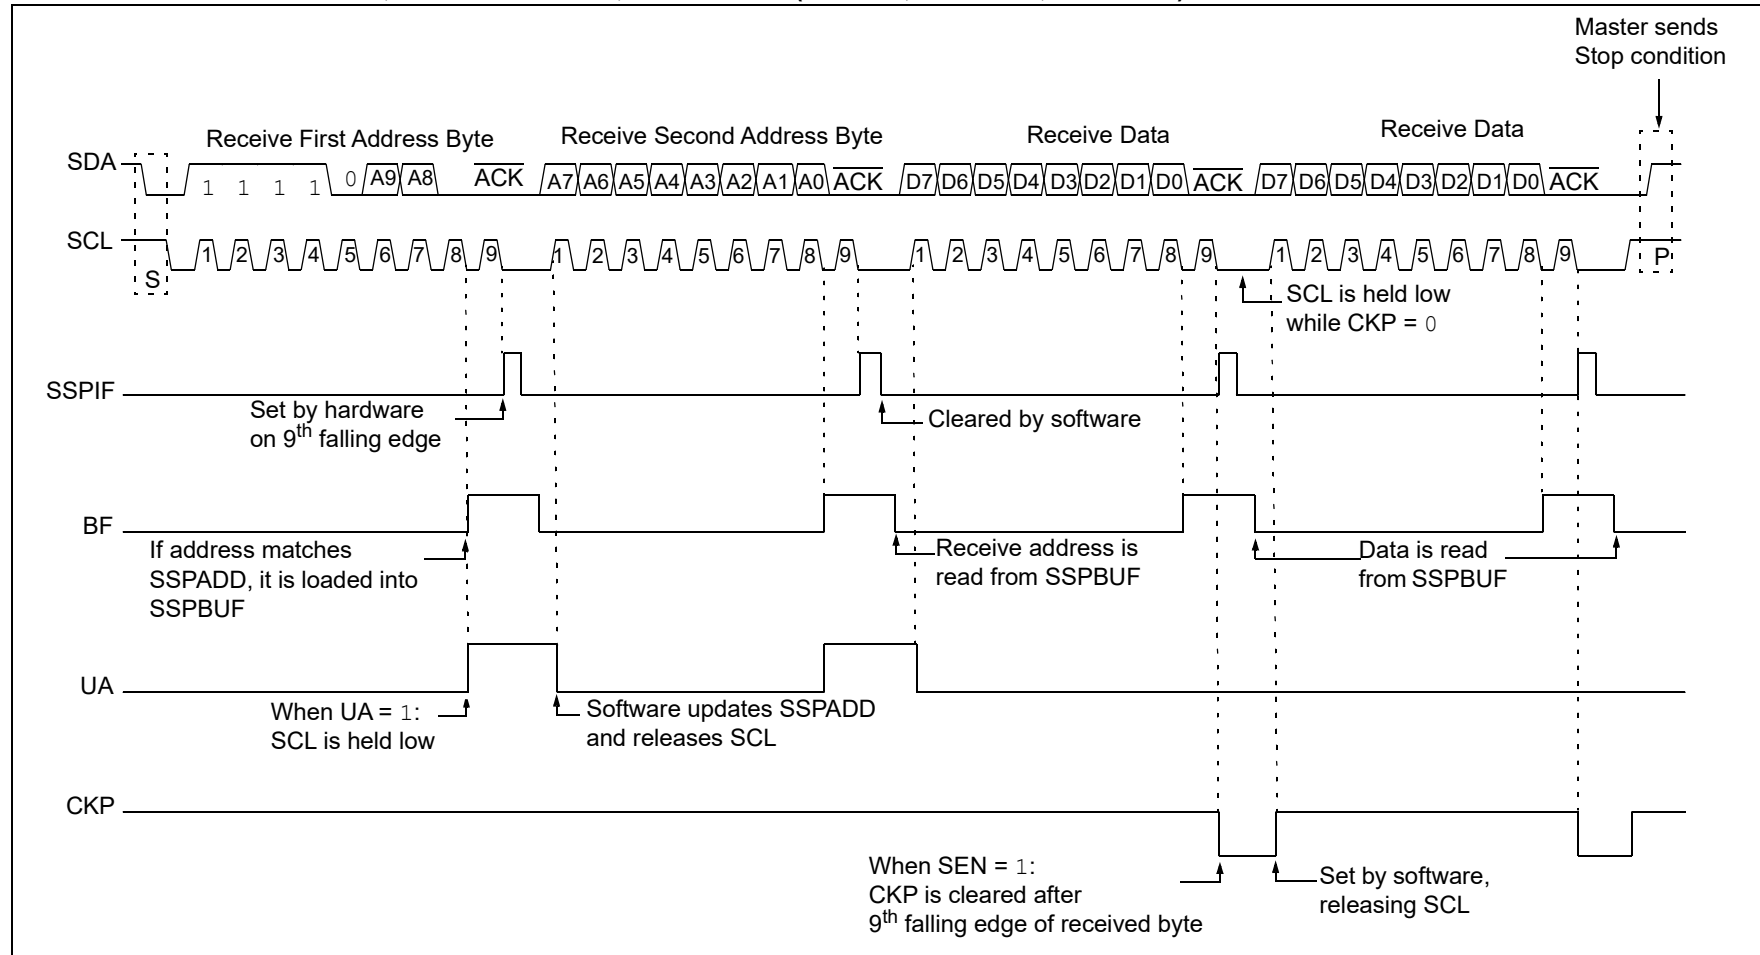 Master sends
Stop condition
Receive First Address Byte
Receive Second Address Byte
Receive Data
Receive Data
SDA
1 1 1 1 0 A9 A8 ACK A7 A6 A5 A4 A3 A2 A1 A0 ACK D7 D6 D5 D4 D3 D2 D1 D0 ACK D7 D6 D5 D4 D3 D2 D1 D0 ACK
SCL
S
1 2 3 4 5 6 7 8 9 1 2 3 4 5 6 7 8 9 1 2 3 4 5 6 7 8 9 1 2 3 4 5 6 7 8 9
P
SCL is held low
while CKP = 0
SSPIF
Set by hardware
on 9th falling edge
Cleared by software
BF
If address matches
SSPADD, it is loaded into
SSPBUF
Receive address is
read from SSPBUF
Data is read
from SSPBUF
UA
When UA = 1:
SCL is held low
Software updates SSPADD
and releases SCL
CKP
When SEN = 1:
CKP is cleared after
9th falling edge of received byte
Set by software,
releasing SCL